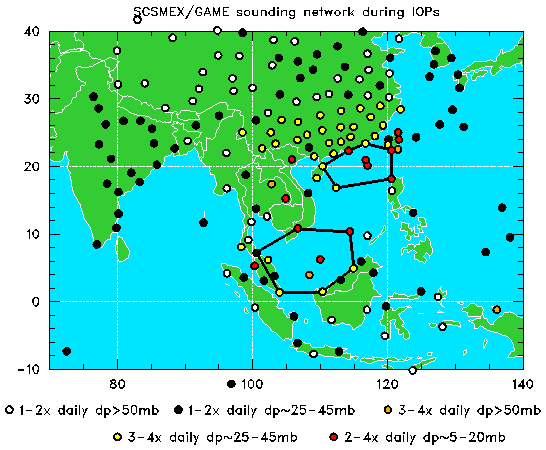 SCSMEX/GAME sounding network during IOPs
40
30
20
10
0
-10
80 100 120 140
1-2x daily dp>50mb 1-2x daily dp~25-45mb 3-4x daily dp>50mb
3-4x daily dp~25-45mb 2-4x daily dp~5-20mb